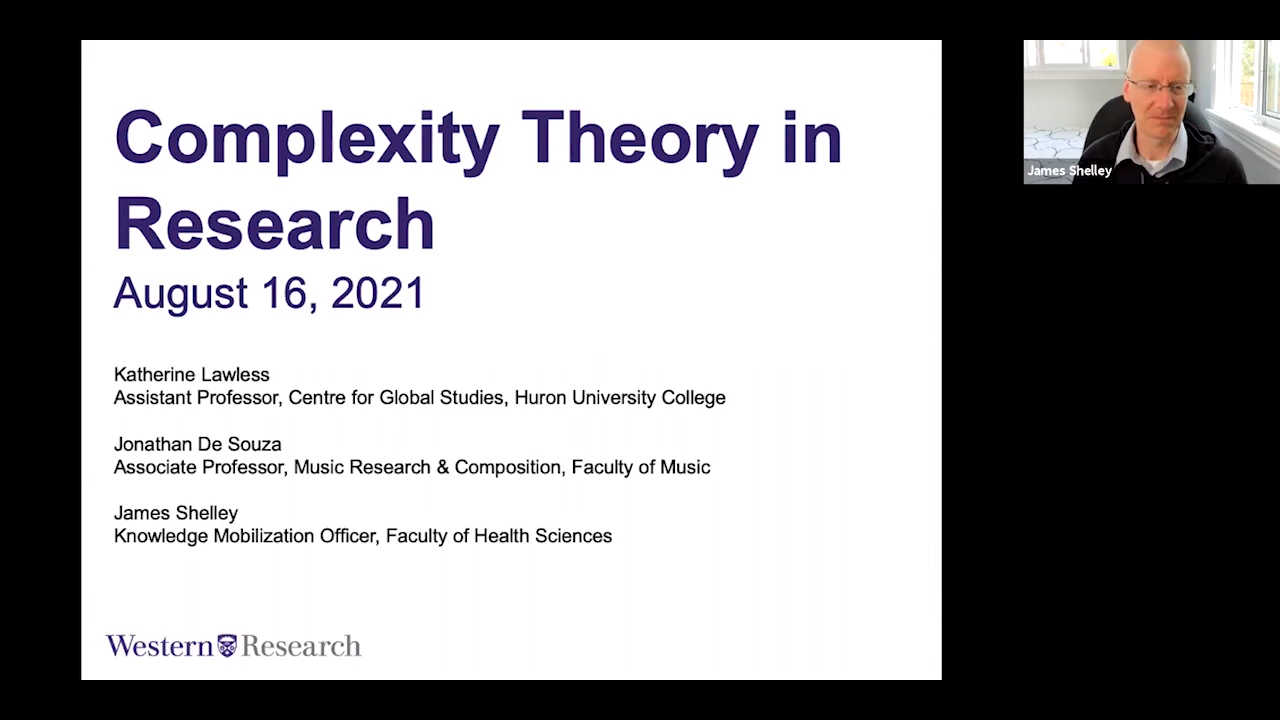 Complexity Theory in
Research
August 16, 2021
Katherine Lawless
Assistant Professor, Centre for Global Studies, Huron University College
Jonathan De Souza
Associate Professor, Music Research & Composition, Faculty of Music
James Shelley
Knowledge Mobilization Officer, Faculty of Health Sciences
Western Research
James Shelley